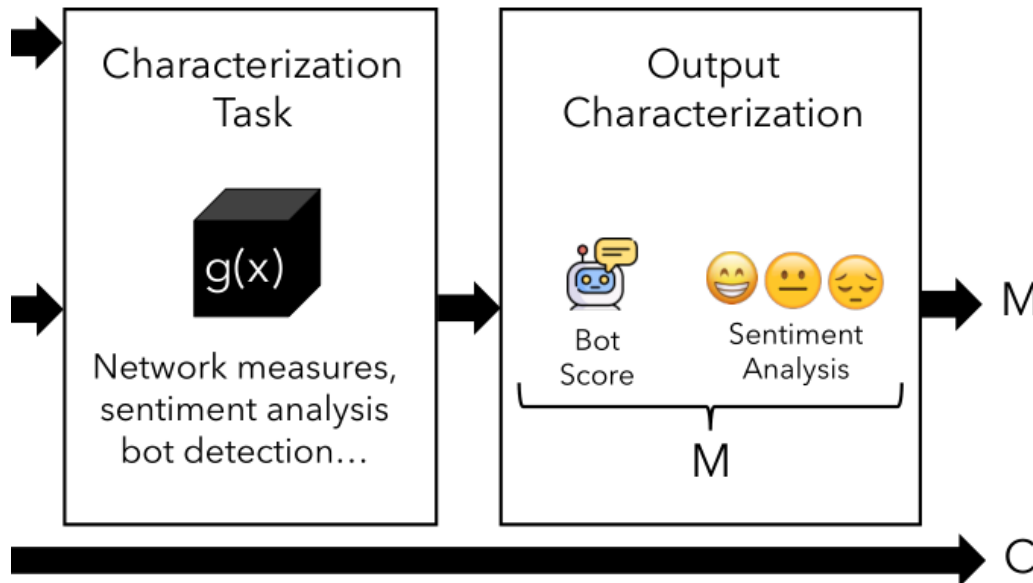 Characterization
Task
g(x)
Network measures,
sentiment analysis
bot detection…
Output
Characterization
Bot
Score
Sentiment
Analysis
M
M